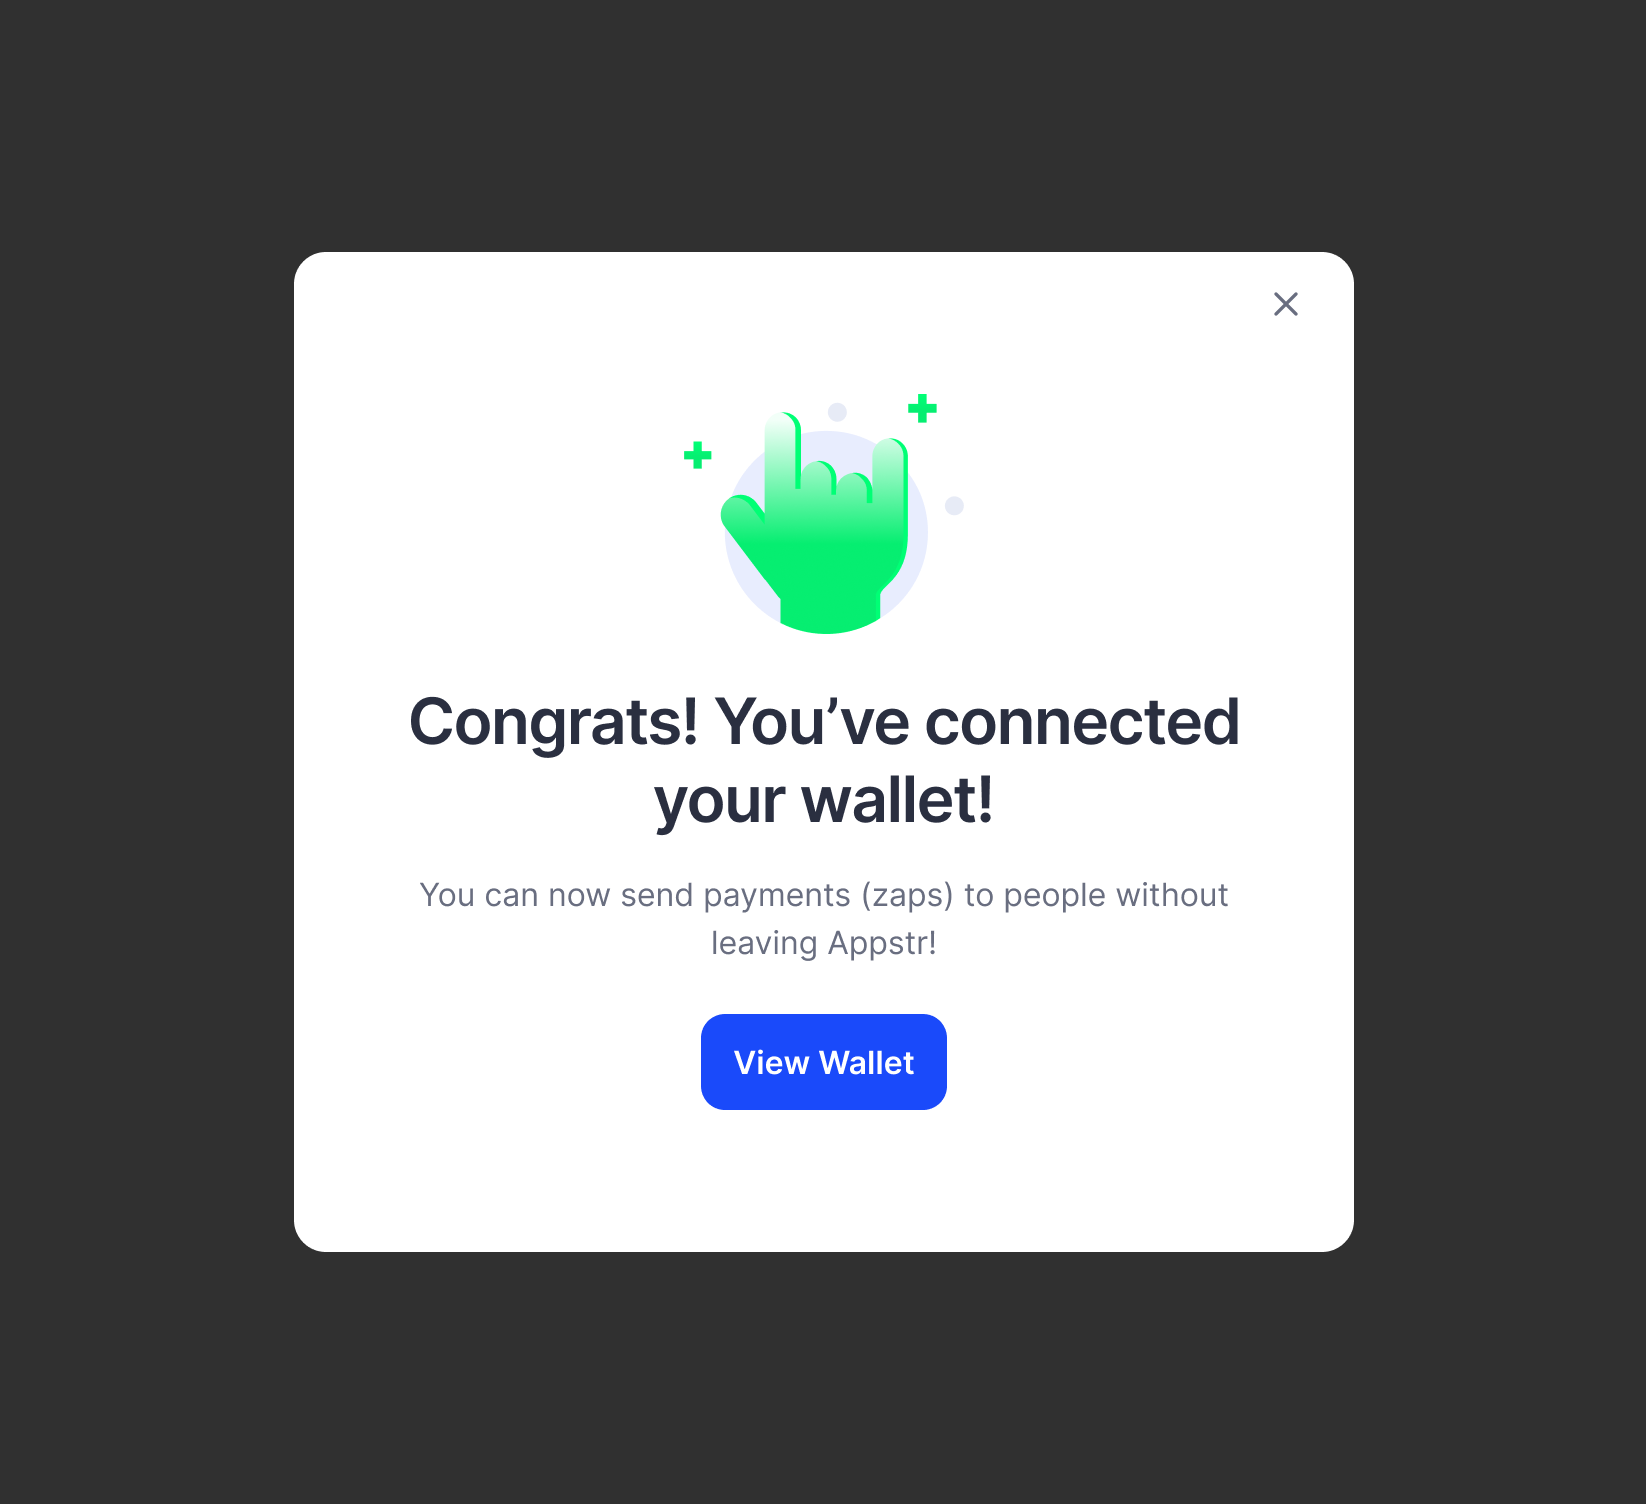 Congrats! You’ve connected
your wallet!
You can now send payments (zaps) to people without
leaving Appstr!
View Wallet